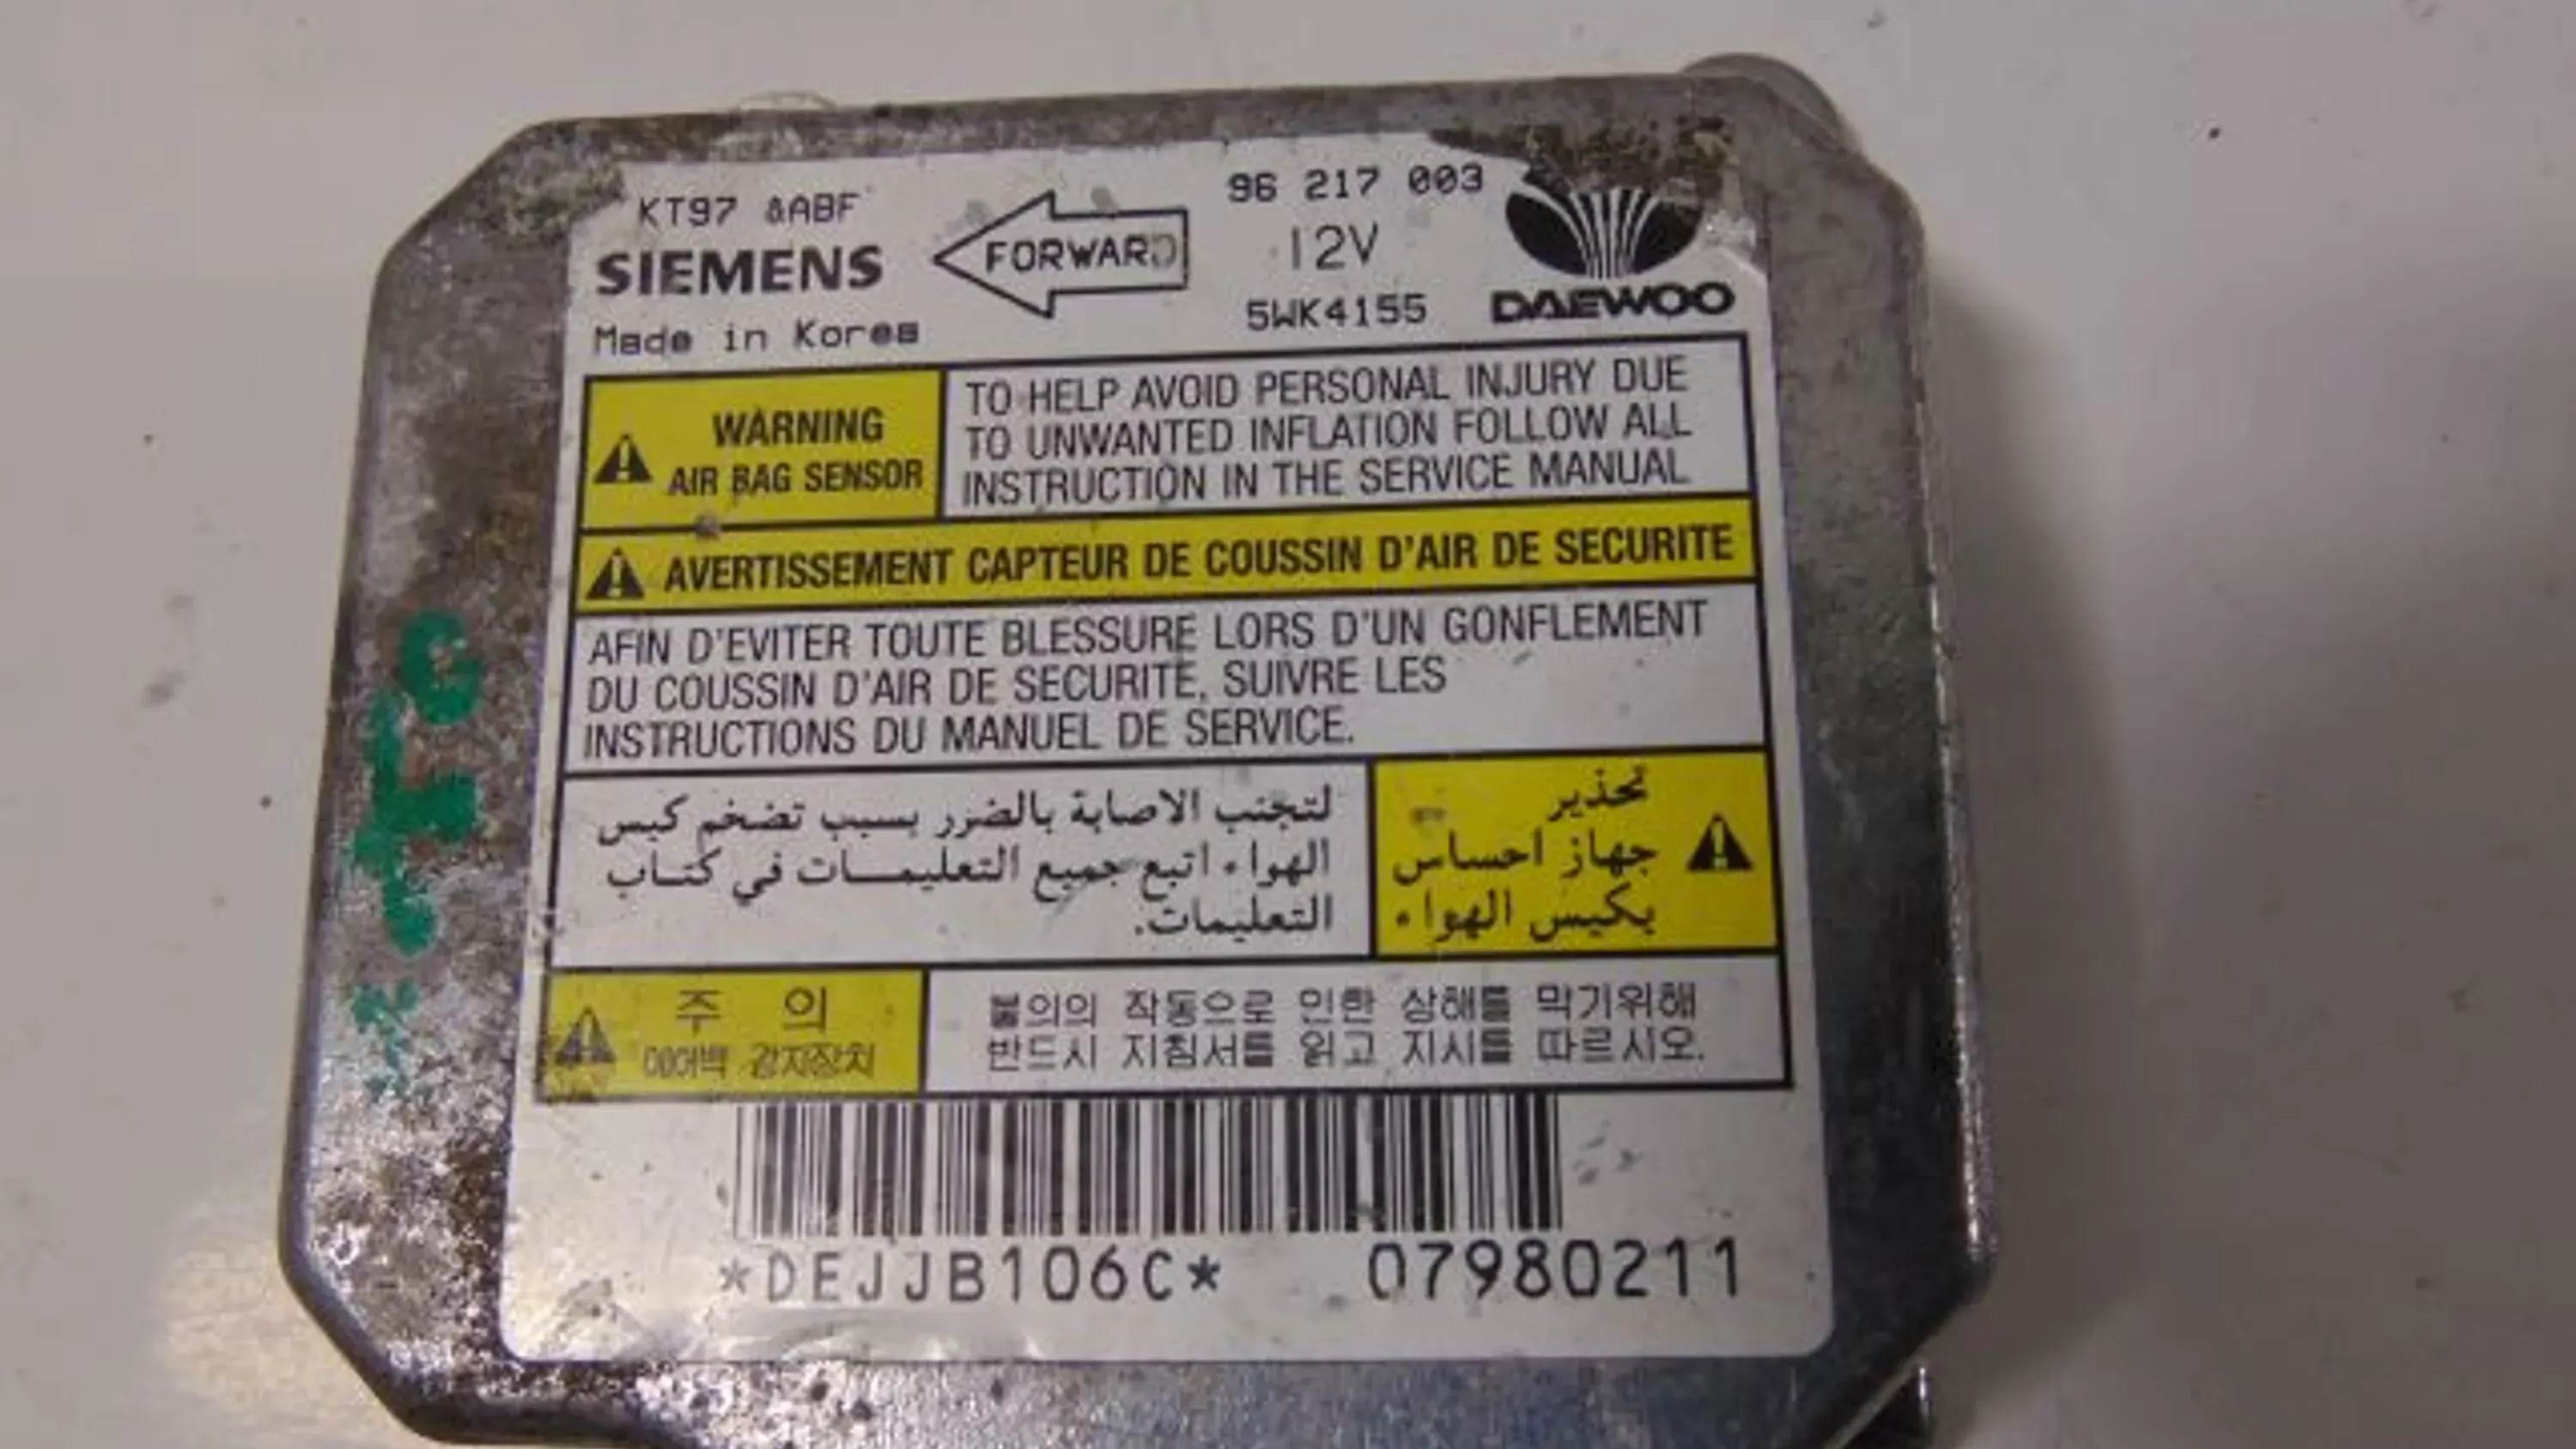 KT97 &ABF
SIEMENS
Made in Korea
FORWARD
96 217 003
12V
5WK4155
DAEWOO
WARNING
AIR BAG SENSOR
TO HELP AVOID PERSONAL INJURY DUE
TO UNWANTED INFLATION FOLLOW ALL
INSTRUCTION IN THE SERVICE MANUAL
AVERTISSEMENT CAPTEUR DE COUSSIN D'AIR DE SECURITE
AFIN D'EVITER TOUTE BLESSURE LORS D'UN GONFLEMENT
DU COUSSIN D'AIR DE SECURITE, SUIVRE LES
INSTRUCTIONS DU MANUEL DE SERVICE.
تحذير
جهاز احساس
بكيس الهواء
لتجنب الاصابة بالضرر بسبب تضخم كيس
الهواء اتبع جميع التعليمات في كتاب
التعليمات.
주 의
에어백 감지장치
불의의 작동으로 인한 상해를 막기위해
반드시 지침서를 읽고 지시를 따르시오.
*DEJJB106C* 07980211